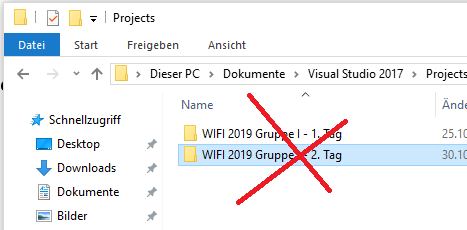 Projects
Datei Start Freigeben Ansicht
Dieser PC Dokumente Visual Studio 2017 Projects
Name Ände
Schnellzugriff
WIFI 2019 Gruppe I - 1. Tag 25.10
Desktop
WIFI 2019 Gruppe - 2. Tag 30.10
Downloads
Dokumente
Bilder